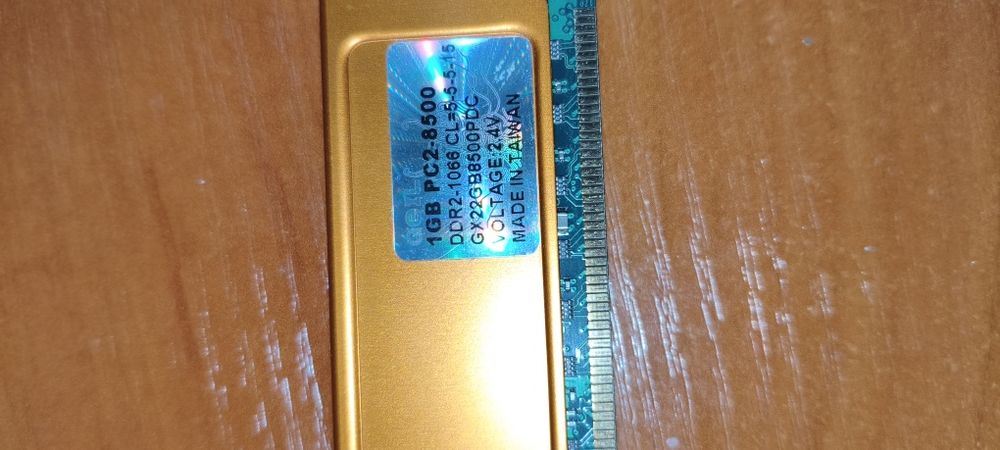 1GB PC2-8500
DDR2-1066 CL=5-5-5-15
GX22GB8500PDC
VOLTAGE:2.4V
MADE IN TAIWAN